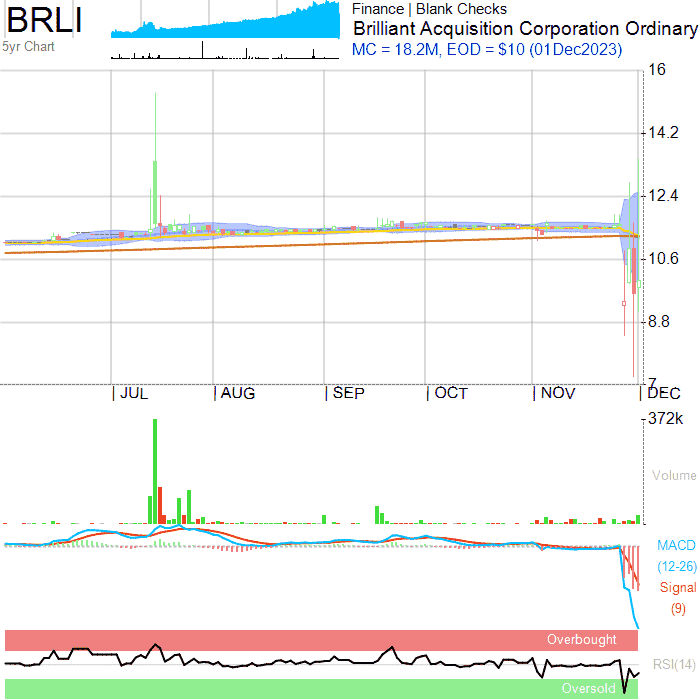 BRLI
5yr Chart
Finance | Blank Checks
Brilliant Acquisition Corporation Ordinary
MC = 18.2M, EOD = $10 (01Dec2023)
16
14.2
12.4
10.6
8.8
7
JUL AUG SEP OCT NOV DEC
372k
Volume
MACD
(12-26)
Signal
(9)
Overbought
RSI(14)
Oversold